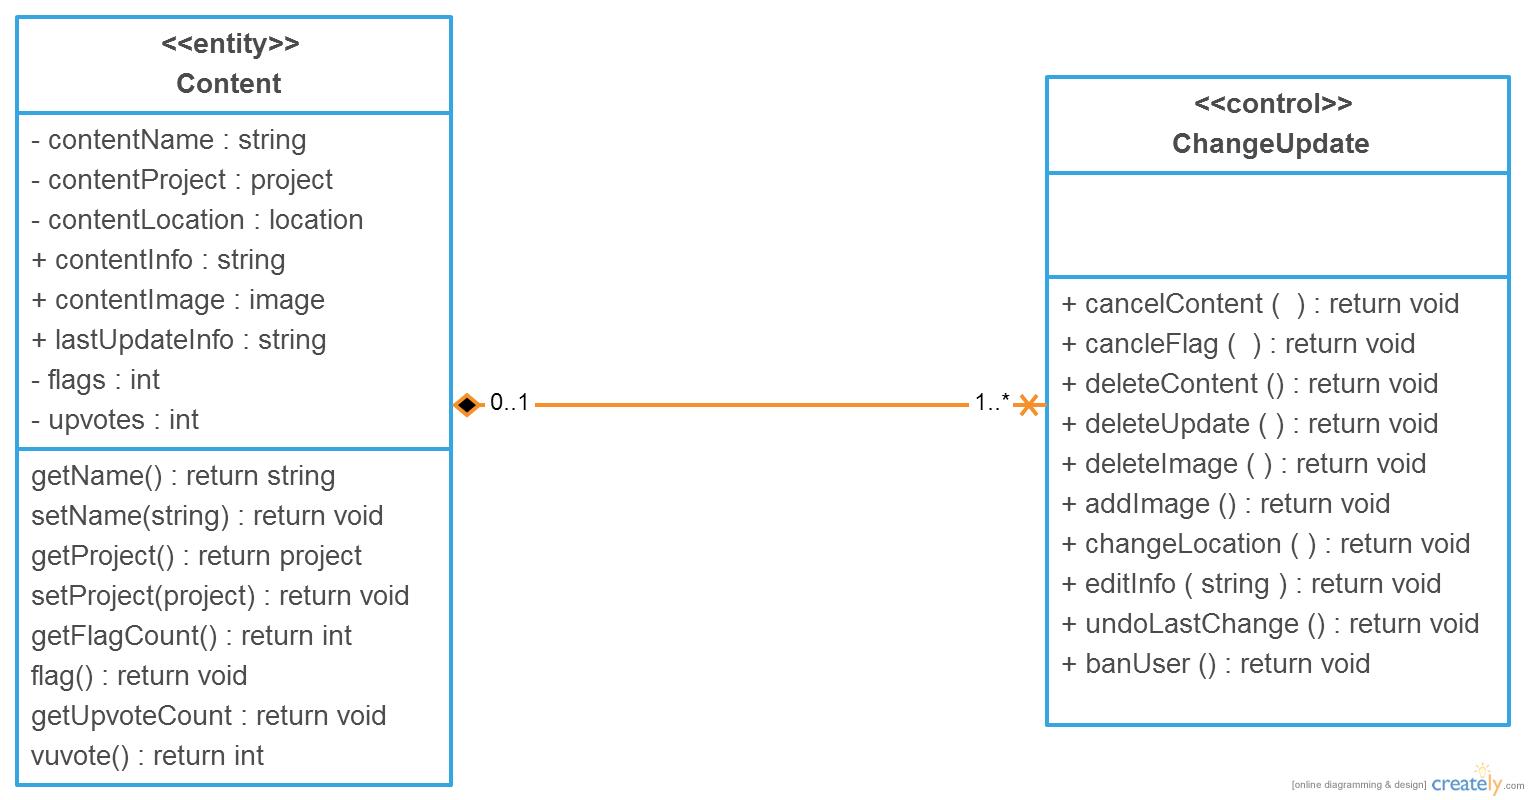 <<entity>>
Content
- contentName : string
- contentProject : project
- contentLocation : location
+ contentInfo : string
+ contentImage : image
+ lastUpdateInfo : string
- flags : int
- upvotes : int
getName() : return string
setName(string) : return void
getProject() : return project
setProject(project) : return void
getFlagCount() : return int
flag() : return void
getUpvoteCount : return void
vuvote() : return int
0..1
1..*
<<control>>
ChangeUpdate
+ cancelContent (  ) : return void
+ cancleFlag (  ) : return void
+ deleteContent () : return void
+ deleteUpdate ( ) : return void
+ deleteImage ( ) : return void
+ addImage () : return void
+ changeLocation ( ) : return void
+ editInfo ( string ) : return void
+ undoLastChange () : return void
+ banUser () : return void
[online diagramming & design] creately.com